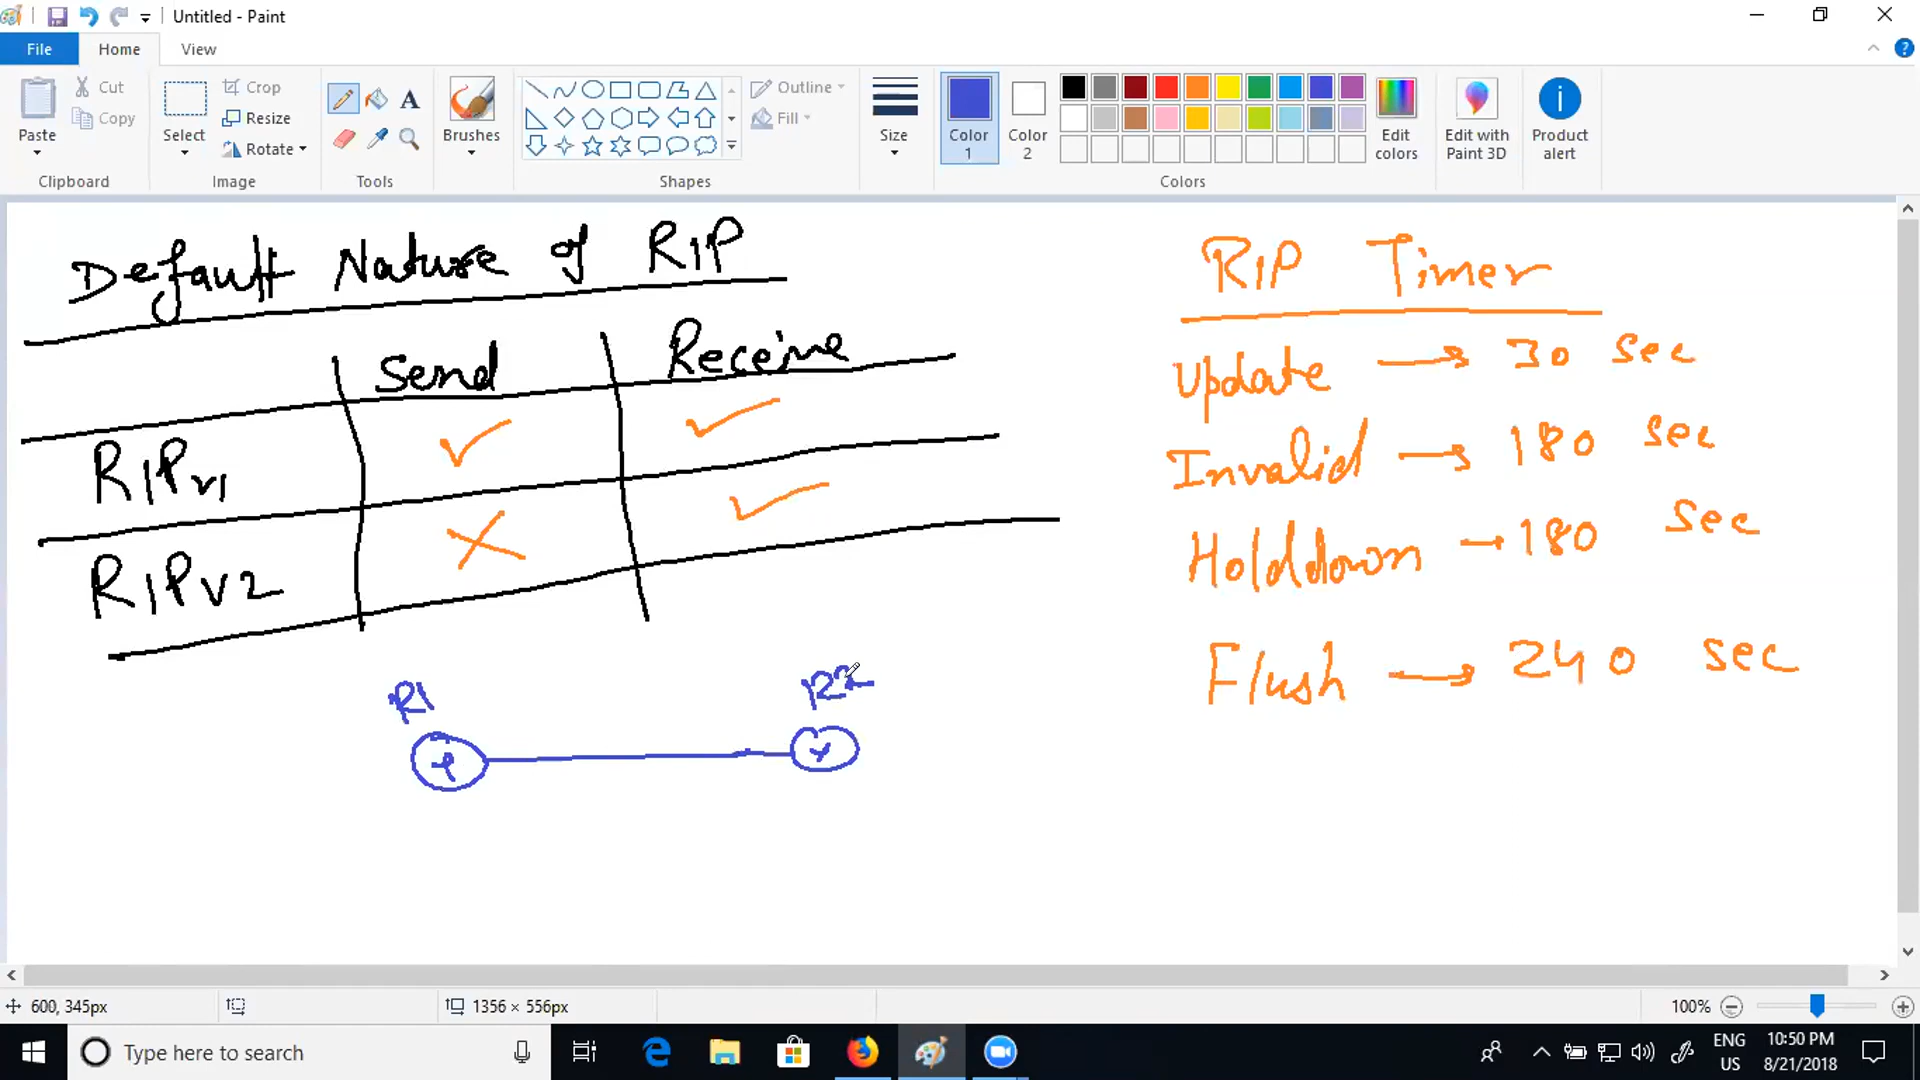 Untitled - Paint
File Home View
Paste
Cut
Copy
Clipboard
Select
Crop
Resize
Rotate
Image
Tools
Brushes
Shapes
Outline
Fill
Size
Color 1
Color 2
Edit colors
Colors
Edit with Paint 3D
Product alert
Default Nature of RIP
Send Receive
RIPv1
RIPv2
R1 R2
RIP Timer
Update → 30 sec
Invalid → 180 sec
Holddown → 180 sec
Flush → 240 sec
600, 345px
1356 × 556px
100%
Type here to search
ENG US
10:50 PM
8/21/2018